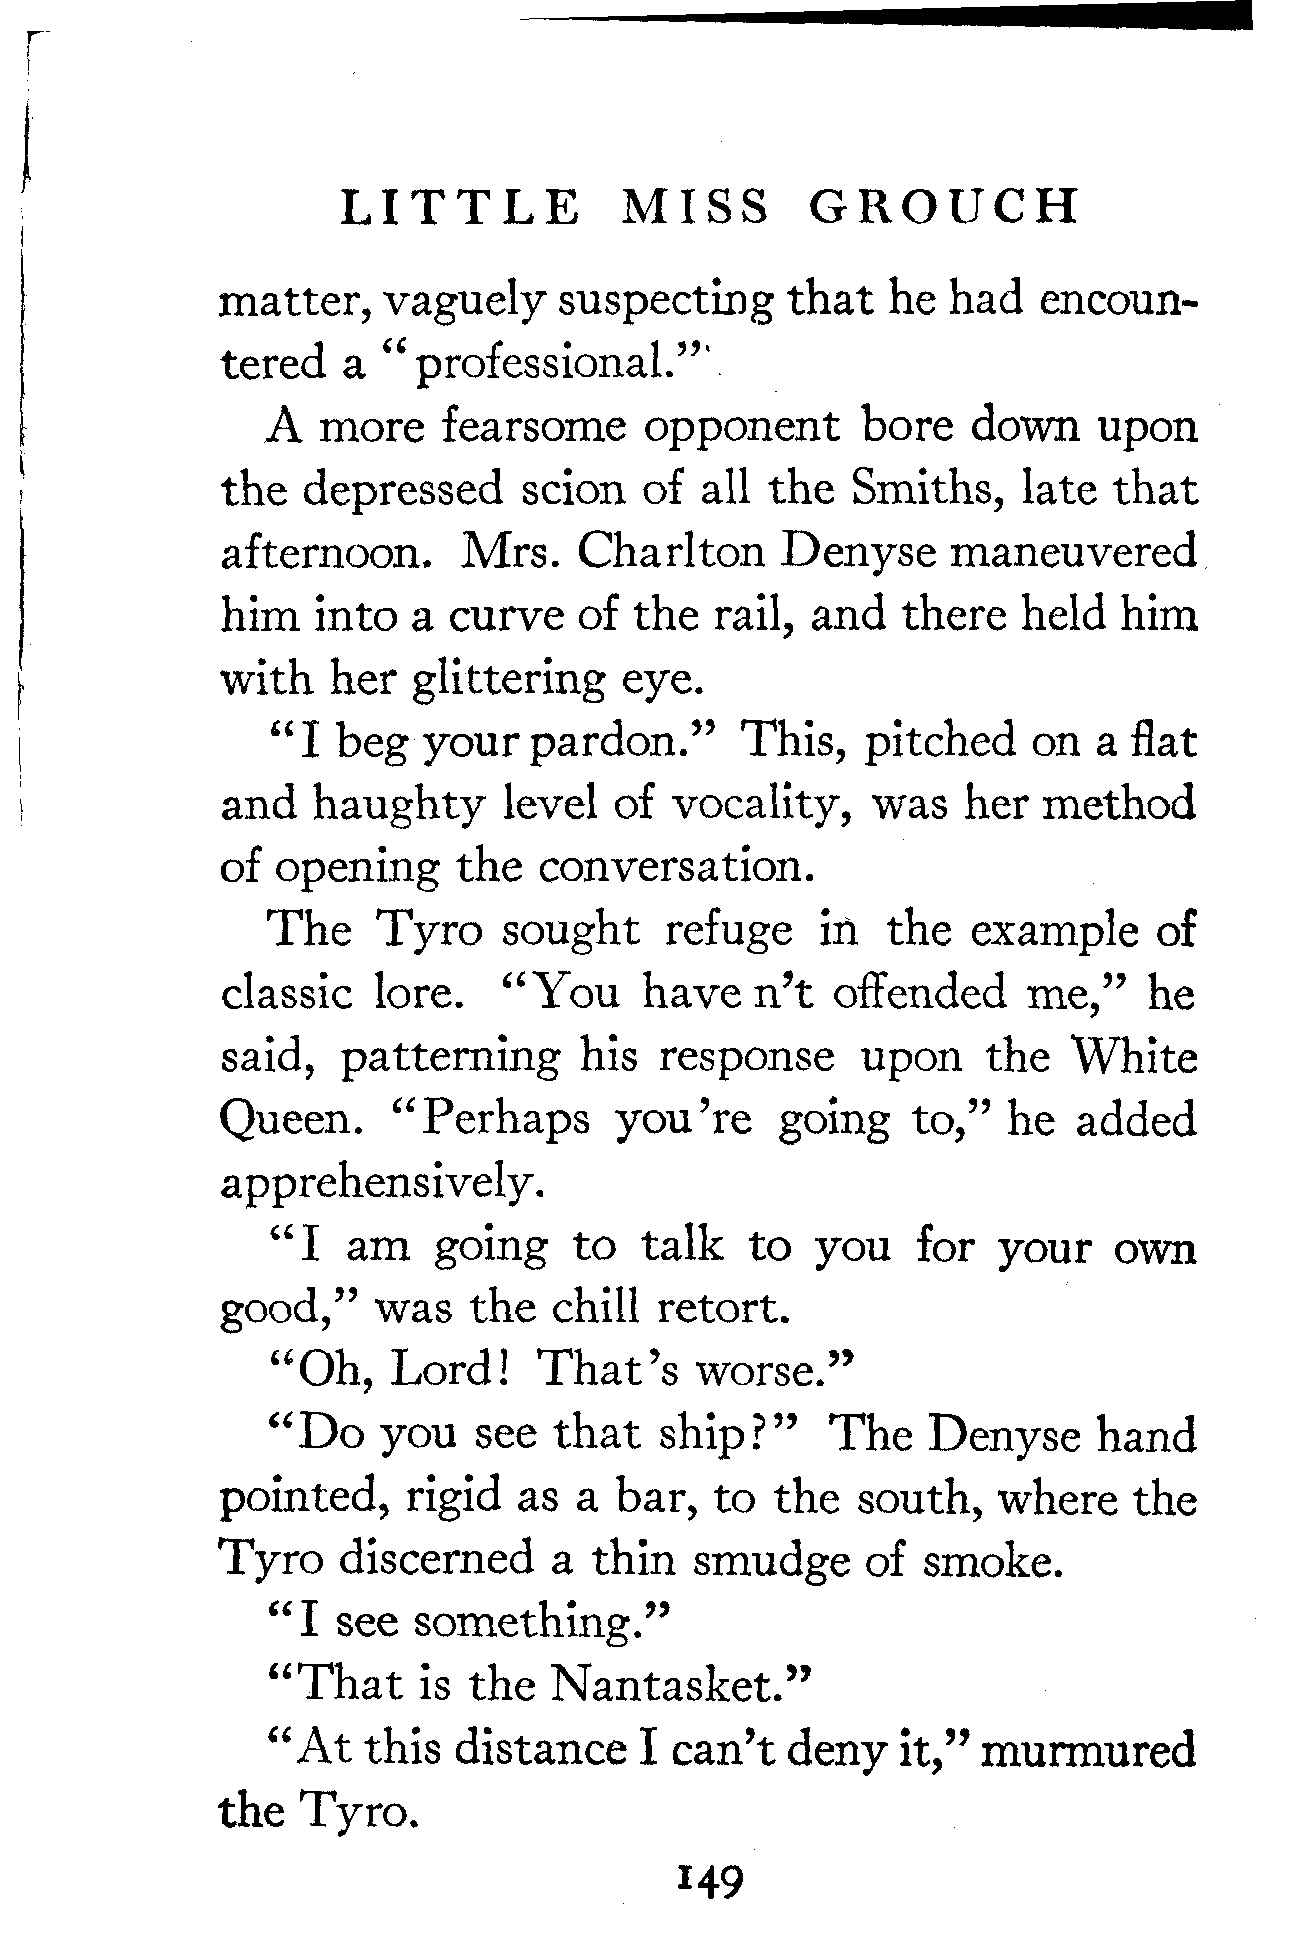 LITTLE MISS GROUCH
matter, vaguely suspecting that he had encoun-
tered a “professional.”
A more fearsome opponent bore down upon
the depressed scion of all the Smiths, late that
afternoon. Mrs. Charlton Denyse maneuvered
him into a curve of the rail, and there held him
with her glittering eye.
“I beg your pardon.” This, pitched on a flat
and haughty level of vocality, was her method
of opening the conversation.
The Tyro sought refuge in the example of
classic lore. “You have n’t offended me,” he
said, patterning his response upon the White
Queen. “Perhaps you ’re going to,” he added
apprehensively.
“I am going to talk to you for your own
good,” was the chill retort.
“Oh, Lord! That ’s worse.”
“Do you see that ship?” The Denyse hand
pointed, rigid as a bar, to the south, where the
Tyro discerned a thin smudge of smoke.
“I see something.”
“That is the Nantasket.”
“At this distance I can’t deny it,” murmured
the Tyro.
149